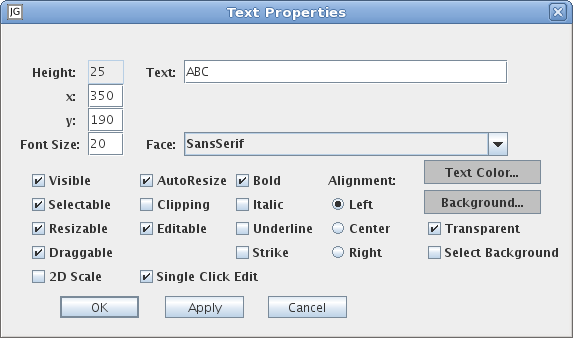 JG Text Properties
Height: 25 Text: ABC
x: 350
y: 190
Font Size: 20 Face: SansSerif
Visible AutoResize Bold Alignment: Text Color...
Selectable Clipping Italic Left Background...
Resizable Editable Underline Center Transparent
Draggable Strike Right Select Background
2D Scale Single Click Edit
OK Apply Cancel